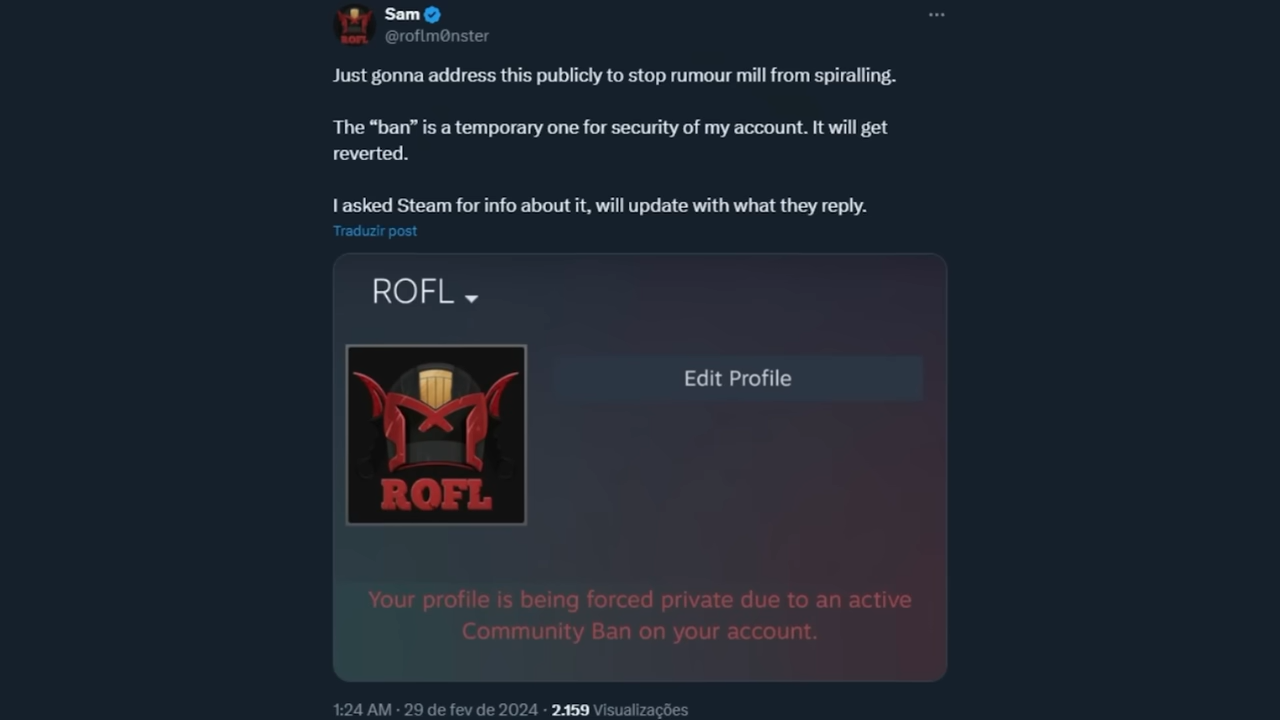 Sam
@roflm0nster
Just gonna address this publicly to stop rumour mill from spiralling.
The “ban” is a temporary one for security of my account. It will get
reverted.
I asked Steam for info about it, will update with what they reply.
Traduzir post
ROFL
Edit Profile
ROFL
Your profile is being forced private due to an active
Community Ban on your account.
1:24 AM · 29 de fev de 2024 · 2.159 Visualizações